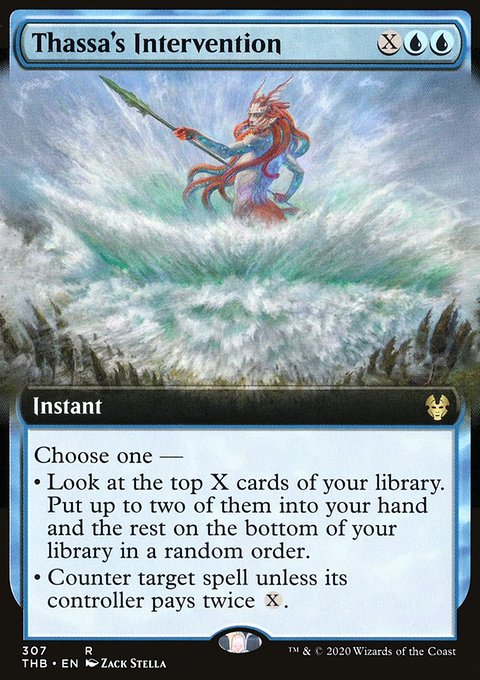 Thassa's Intervention X
Instant
Choose one —
• Look at the top X cards of your library.
Put up to two of them into your hand
and the rest on the bottom of your
library in a random order.
• Counter target spell unless its
controller pays twice X.
307 R
THB • EN Zack Stella
™ & © 2020 Wizards of the Coast